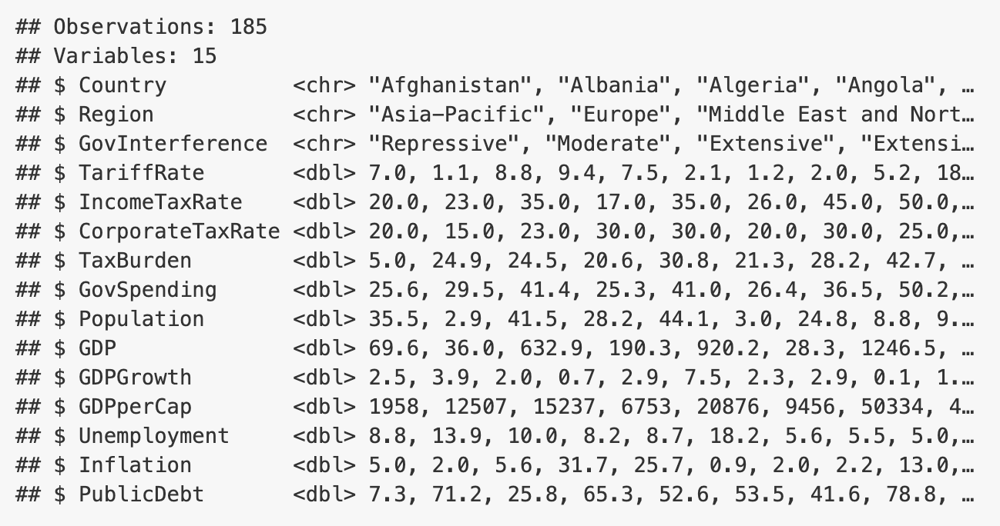 ## Observations: 185
## Variables: 15
## $ Country          <chr> "Afghanistan", "Albania", "Algeria", "Angola", …
## $ Region           <chr> "Asia-Pacific", "Europe", "Middle East and Nort…
## $ GovInterference  <chr> "Repressive", "Moderate", "Extensive", "Extensi…
## $ TariffRate       <dbl> 7.0, 1.1, 8.8, 9.4, 7.5, 2.1, 1.2, 2.0, 5.2, 18…
## $ IncomeTaxRate    <dbl> 20.0, 23.0, 35.0, 17.0, 35.0, 26.0, 45.0, 50.0,…
## $ CorporateTaxRate <dbl> 20.0, 15.0, 23.0, 30.0, 30.0, 20.0, 30.0, 25.0,…
## $ TaxBurden        <dbl> 5.0, 24.9, 24.5, 20.6, 30.8, 21.3, 28.2, 42.7, …
## $ GovSpending      <dbl> 25.6, 29.5, 41.4, 25.3, 41.0, 26.4, 36.5, 50.2,…
## $ Population       <dbl> 35.5, 2.9, 41.5, 28.2, 44.1, 3.0, 24.8, 8.8, 9.…
## $ GDP              <dbl> 69.6, 36.0, 632.9, 190.3, 920.2, 28.3, 1246.5, …
## $ GDPGrowth        <dbl> 2.5, 3.9, 2.0, 0.7, 2.9, 7.5, 2.3, 2.9, 0.1, 1.…
## $ GDPperCap        <dbl> 1958, 12507, 15237, 6753, 20876, 9456, 50334, 4…
## $ Unemployment     <dbl> 8.8, 13.9, 10.0, 8.2, 8.7, 18.2, 5.6, 5.5, 5.0,…
## $ Inflation        <dbl> 5.0, 2.0, 5.6, 31.7, 25.7, 0.9, 2.0, 2.2, 13.0,…
## $ PublicDebt       <dbl> 7.3, 71.2, 25.8, 65.3, 52.6, 53.5, 41.6, 78.8, …